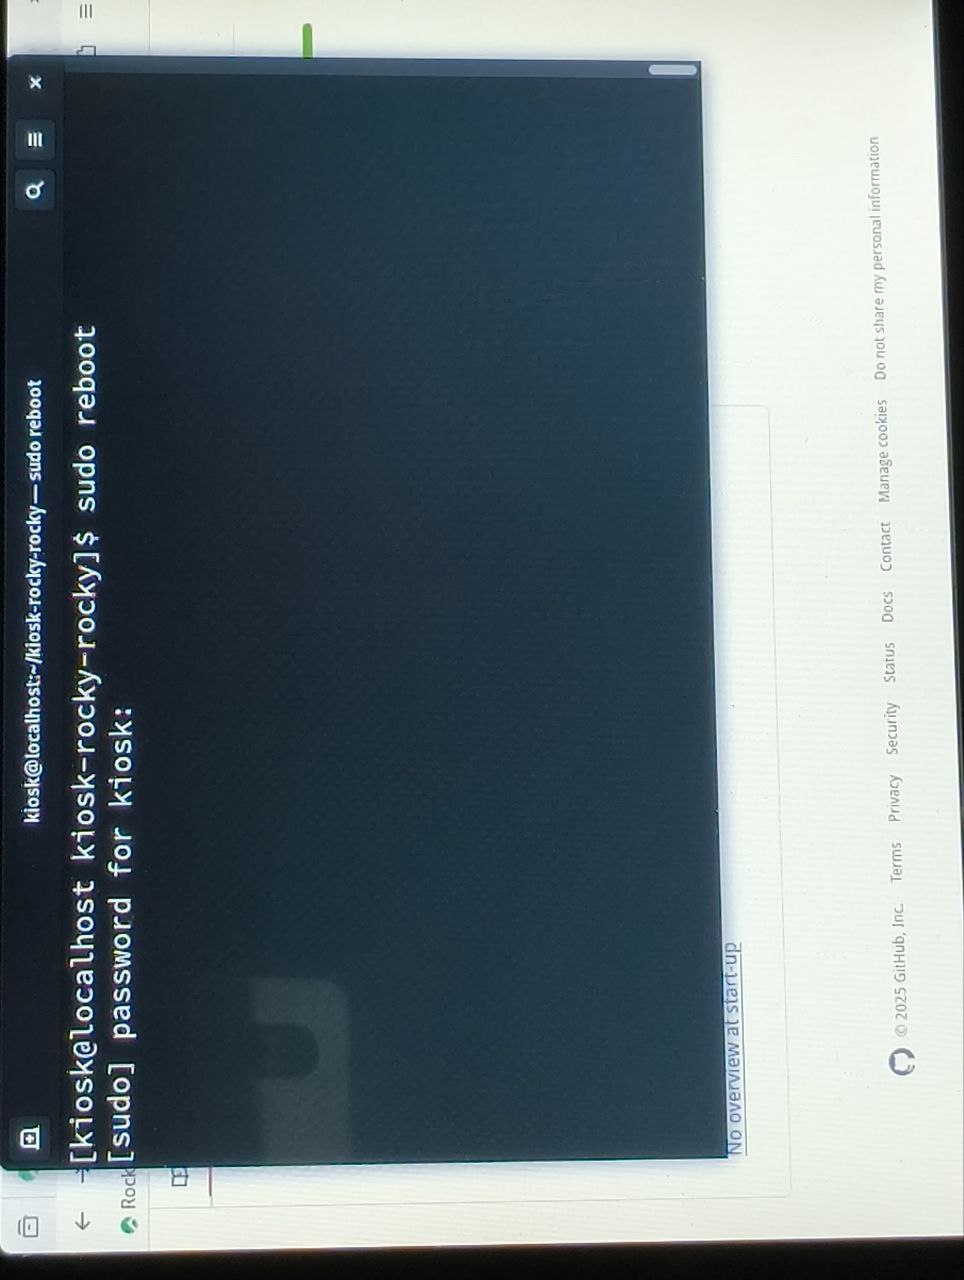 kiosk@localhost:~/kiosk-rocky-rocky — sudo reboot
[kiosk@localhost kiosk-rocky-rocky]$ sudo reboot
[sudo] password for kiosk:
Rock
No overview at start-up
© 2025 GitHub, Inc. Terms Privacy Security Status Docs Contact Manage cookies Do not share my personal information